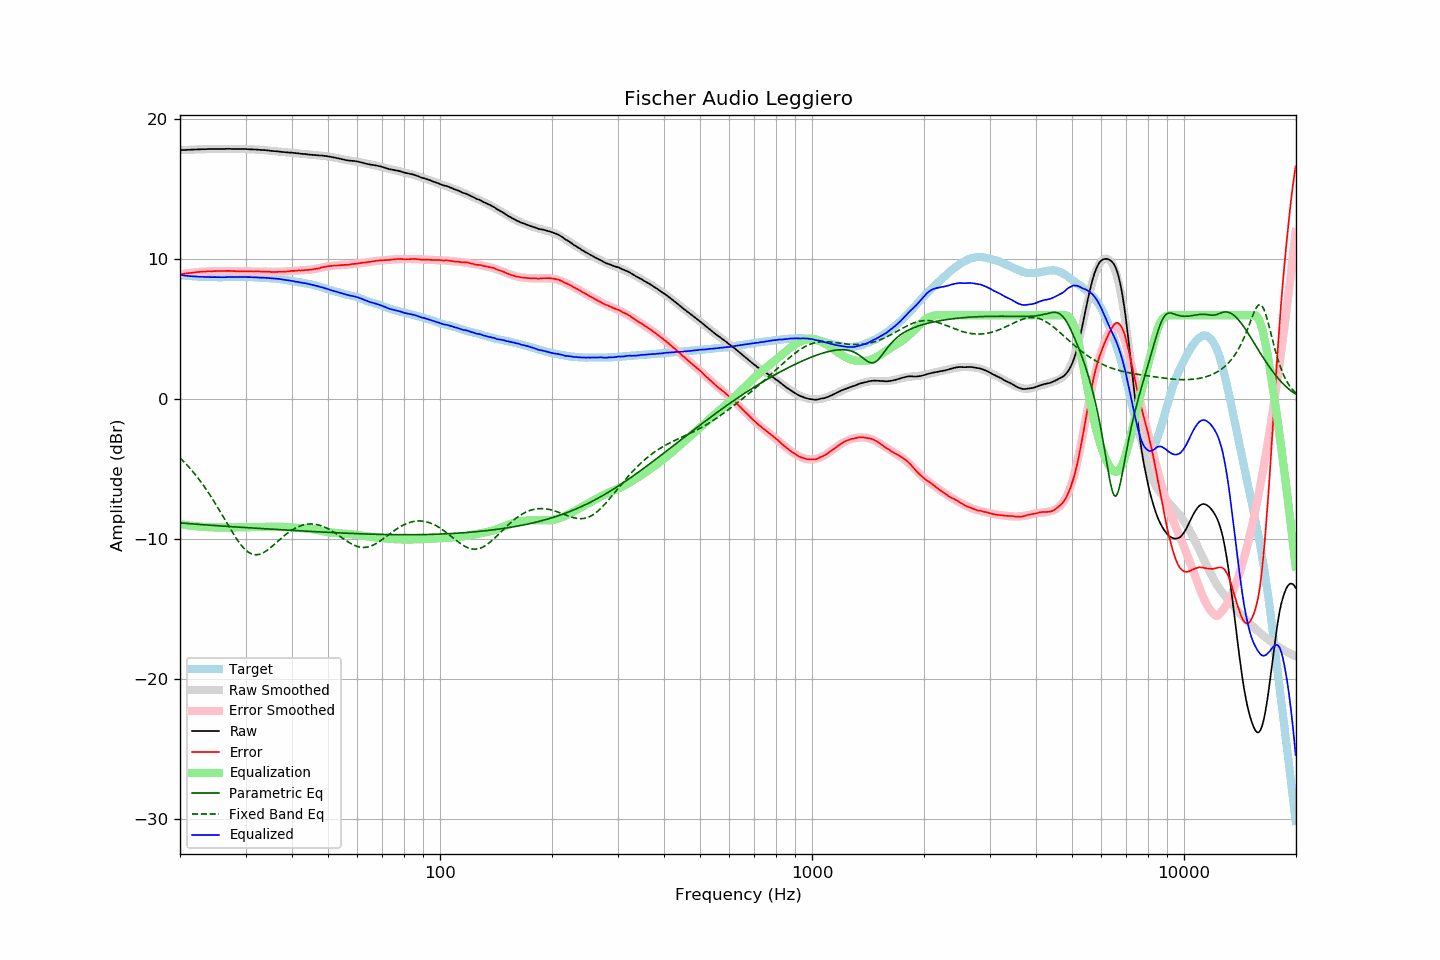 Fischer Audio Leggiero
20
10
0
−10
−20
−30
Amplitude (dBr)
Target
Raw Smoothed
Error Smoothed
Raw
Error
Equalization
Parametric Eq
Fixed Band Eq
Equalized
100
1000
10000
Frequency (Hz)